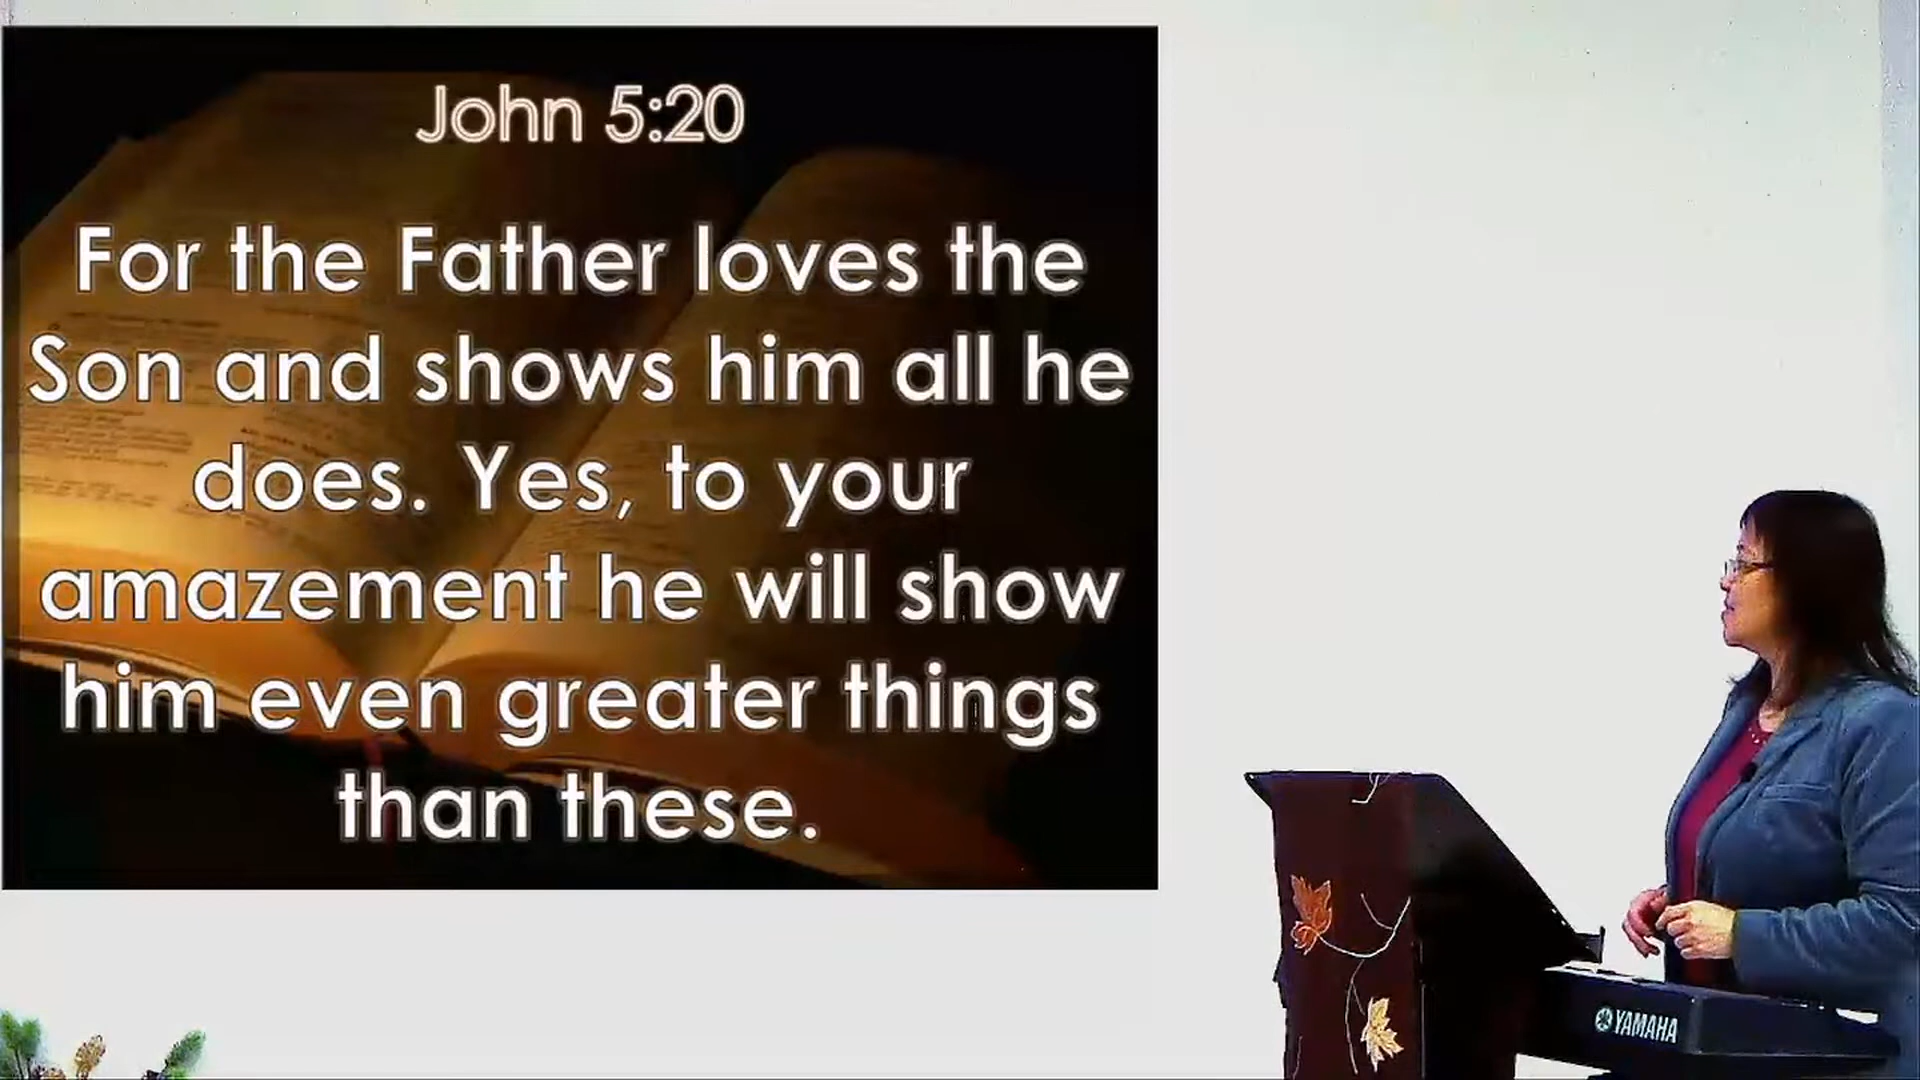 John 5:20
For the Father loves the
Son and shows him all he
does. Yes, to your
amazement he will show
him even greater things
than these.
YAMAHA